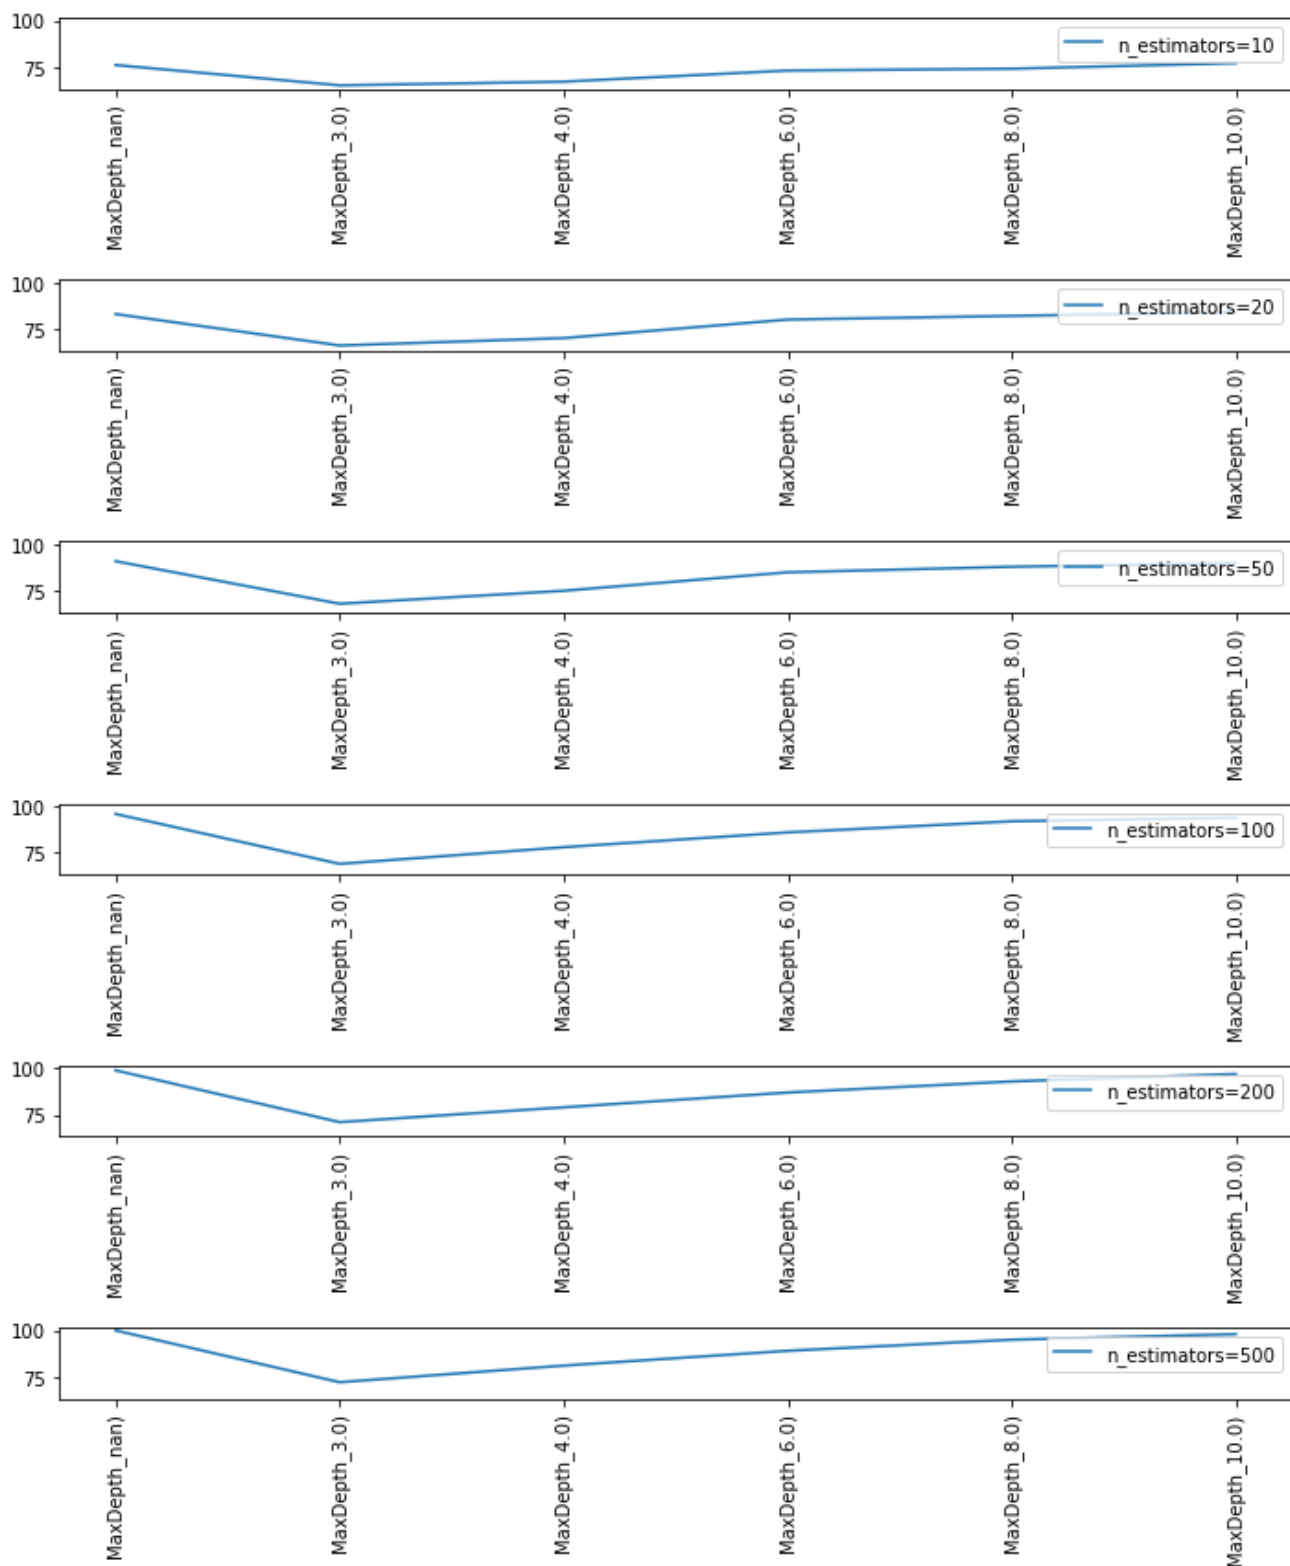 100
75
n_estimators=10
MaxDepth_nan)
MaxDepth_3.0)
MaxDepth_4.0)
MaxDepth_6.0)
MaxDepth_8.0)
MaxDepth_10.0)
100
75
n_estimators=20
MaxDepth_nan)
MaxDepth_3.0)
MaxDepth_4.0)
MaxDepth_6.0)
MaxDepth_8.0)
MaxDepth_10.0)
100
75
n_estimators=50
MaxDepth_nan)
MaxDepth_3.0)
MaxDepth_4.0)
MaxDepth_6.0)
MaxDepth_8.0)
MaxDepth_10.0)
100
75
n_estimators=100
MaxDepth_nan)
MaxDepth_3.0)
MaxDepth_4.0)
MaxDepth_6.0)
MaxDepth_8.0)
MaxDepth_10.0)
100
75
n_estimators=200
MaxDepth_nan)
MaxDepth_3.0)
MaxDepth_4.0)
MaxDepth_6.0)
MaxDepth_8.0)
MaxDepth_10.0)
100
75
n_estimators=500
MaxDepth_nan)
MaxDepth_3.0)
MaxDepth_4.0)
MaxDepth_6.0)
MaxDepth_8.0)
MaxDepth_10.0)